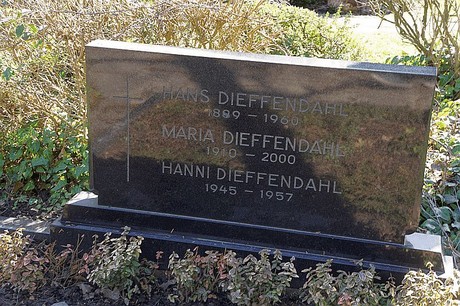 HANS DIEFFENDAHL
1889 – 1960
MARIA DIEFFENDAHL
1910 – 2000
HANNI DIEFFENDAHL
1945 – 1957